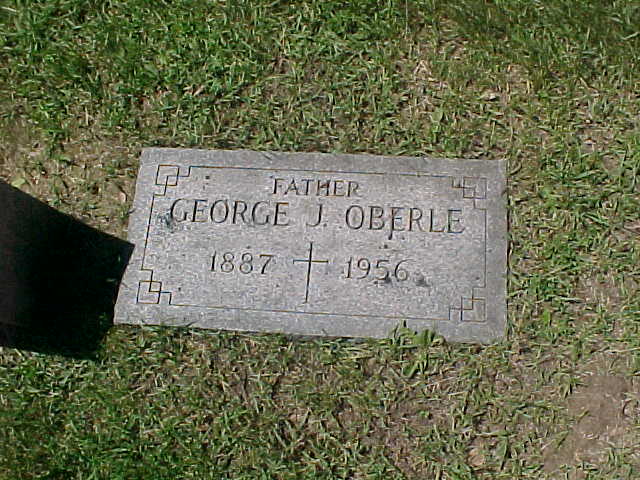 FATHER
GEORGE J. OBERLE
1887 1956